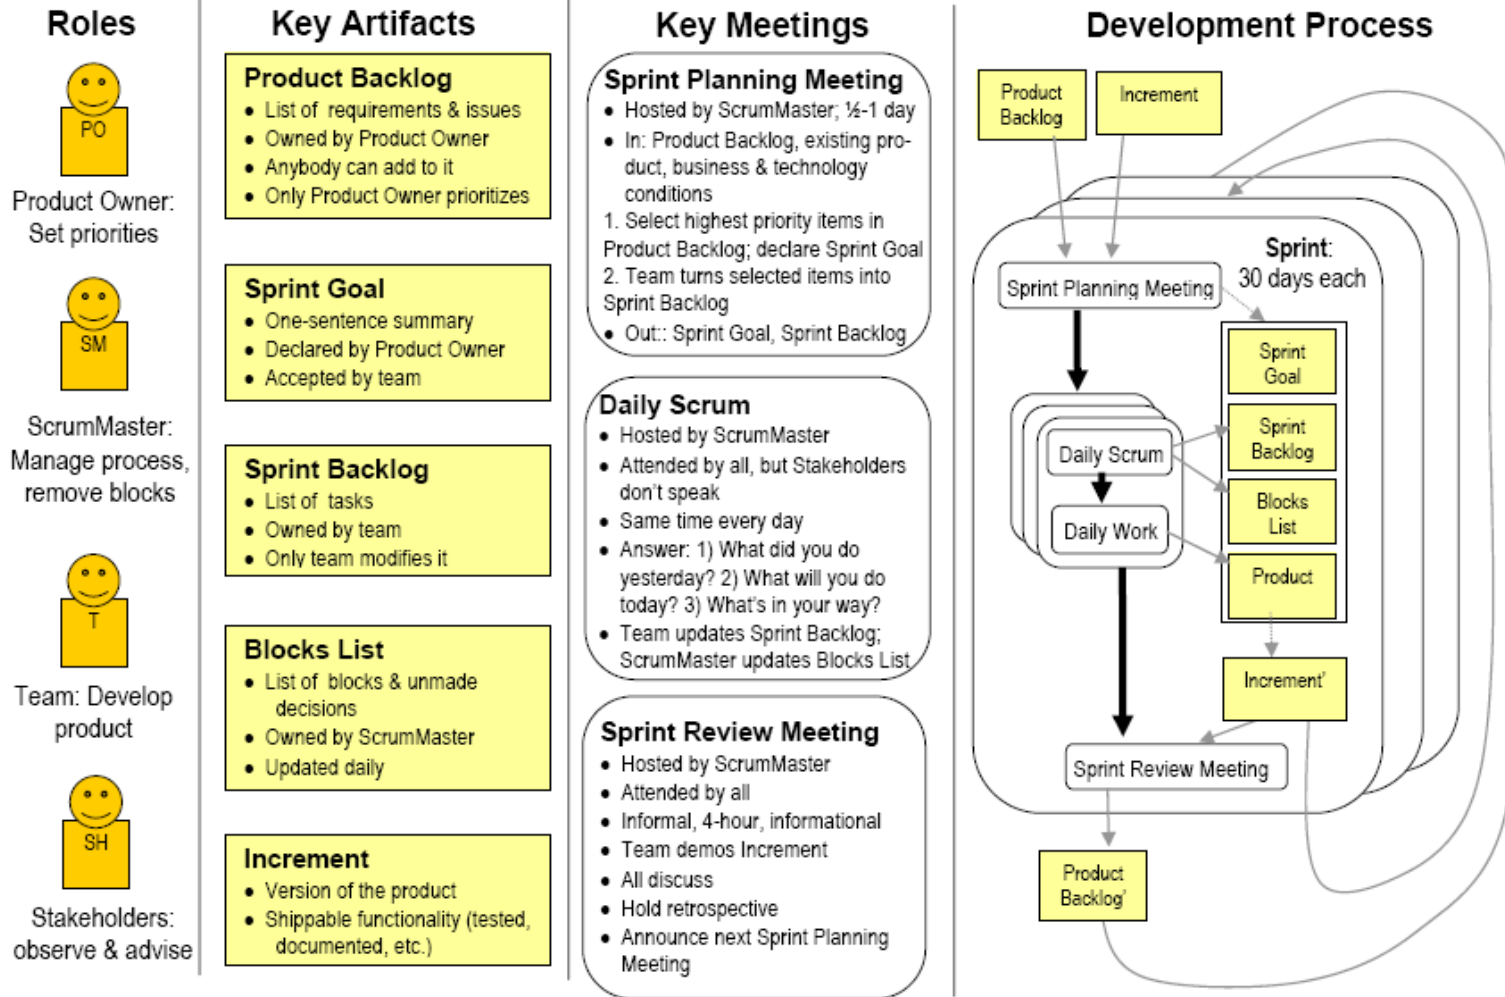 Roles
PO
Product Owner:
Set priorities
SM
ScrumMaster:
Manage process,
remove blocks
T
Team: Develop
product
SH
Stakeholders:
observe & advise
Key Artifacts
Product Backlog
● List of requirements & issues
● Owned by Product Owner
● Anybody can add to it
● Only Product Owner prioritizes
Sprint Goal
● One-sentence summary
● Declared by Product Owner
● Accepted by team
Sprint Backlog
● List of tasks
● Owned by team
● Only team modifies it
Blocks List
● List of blocks & unmade
decisions
● Owned by ScrumMaster
● Updated daily
Increment
● Version of the product
● Shippable functionality (tested,
documented, etc.)
Key Meetings
Sprint Planning Meeting
● Hosted by ScrumMaster; ½-1 day
● In: Product Backlog, existing pro-
duct, business & technology
conditions
1. Select highest priority items in
Product Backlog; declare Sprint Goal
2. Team turns selected items into
Sprint Backlog
● Out:: Sprint Goal, Sprint Backlog
Daily Scrum
● Hosted by ScrumMaster
● Attended by all, but Stakeholders
don't speak
● Same time every day
● Answer: 1) What did you do
yesterday? 2) What will you do
today? 3) What's in your way?
● Team updates Sprint Backlog;
ScrumMaster updates Blocks List
Sprint Review Meeting
● Hosted by ScrumMaster
● Attended by all
● Informal, 4-hour, informational
● Team demos Increment
● All discuss
● Hold retrospective
● Announce next Sprint Planning
Meeting
Development Process
Product
Backlog
Increment
Sprint:
30 days each
Sprint Planning Meeting
Sprint
Goal
Sprint
Backlog
Blocks
List
Product
Daily Scrum
Daily Work
Increment'
Sprint Review Meeting
Product
Backlog'